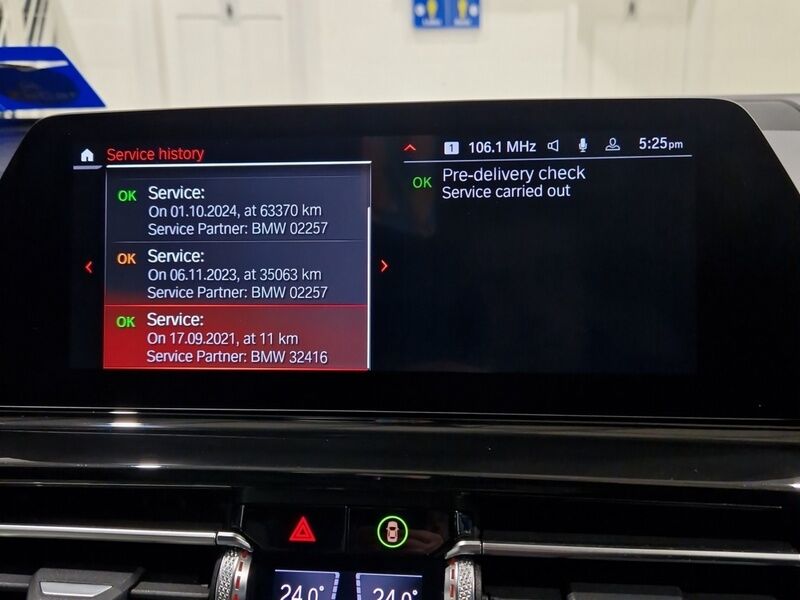 Service history
1 106.1 MHz 5:25pm
OK Service:
On 01.10.2024, at 63370 km
Service Partner: BMW 02257
OK Service:
On 06.11.2023, at 35063 km
Service Partner: BMW 02257
OK Service:
On 17.09.2021, at 11 km
Service Partner: BMW 32416
OK Pre-delivery check
Service carried out
24.0° 24.0°